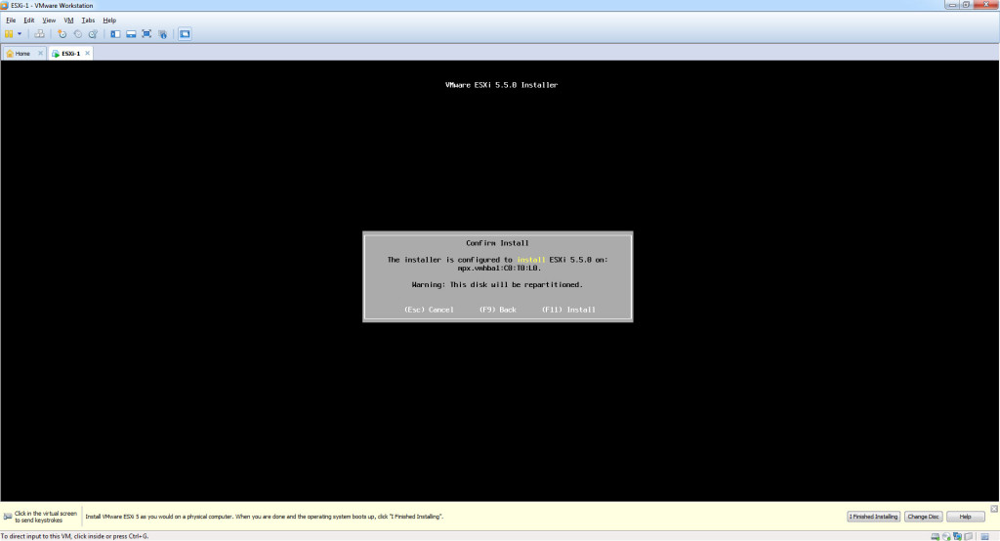 ESXi-1 - VMware Workstation
File Edit View VM Tabs Help
Home ESXi-1
VMware ESXi 5.5.0 Installer
Confirm Install
The installer is configured to install ESXi 5.5.0 on:
mpx.vmhba1:C0:T0:L0.
Warning: This disk will be repartitioned.
(Esc) Cancel (F9) Back (F11) Install
Click in the virtual screen
to send keystrokes
Install VMware ESXi 5 as you would on a physical computer. When you are done and the operating system boots up, click "I Finished Installing".
I Finished Installing Change Disc Help
To direct input to this VM, click inside or press Ctrl+G.